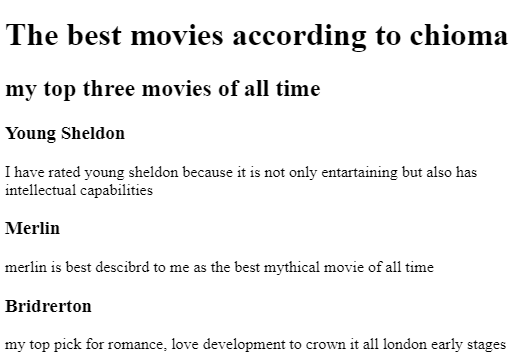 The best movies according to chioma
my top three movies of all time
Young Sheldon
I have rated young sheldon because it is not only entartaining but also has
intellectual capabilities
Merlin
merlin is best descibrd to me as the best mythical movie of all time
Bridrerton
my top pick for romance, love development to crown it all london early stages